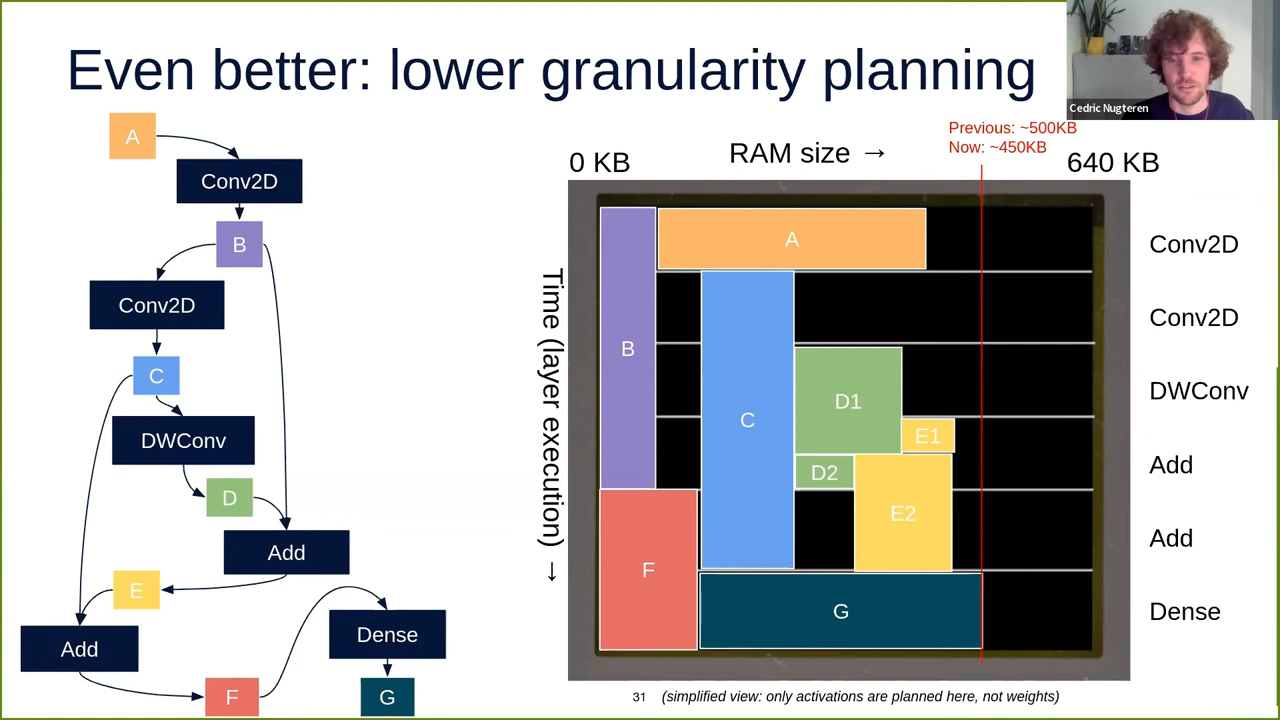 Even better: lower granularity planning
Cedric Nugteren
A
Conv2D
B
Conv2D
C
DWConv
D
Add
E
Add
Dense
F
G
Previous: ~500KB
Now: ~450KB
0 KB
RAM size →
640 KB
Time (layer execution) →
A
B
C
D1
E1
D2
E2
F
G
Conv2D
Conv2D
DWConv
Add
Add
Dense
31
(simplified view: only activations are planned here, not weights)